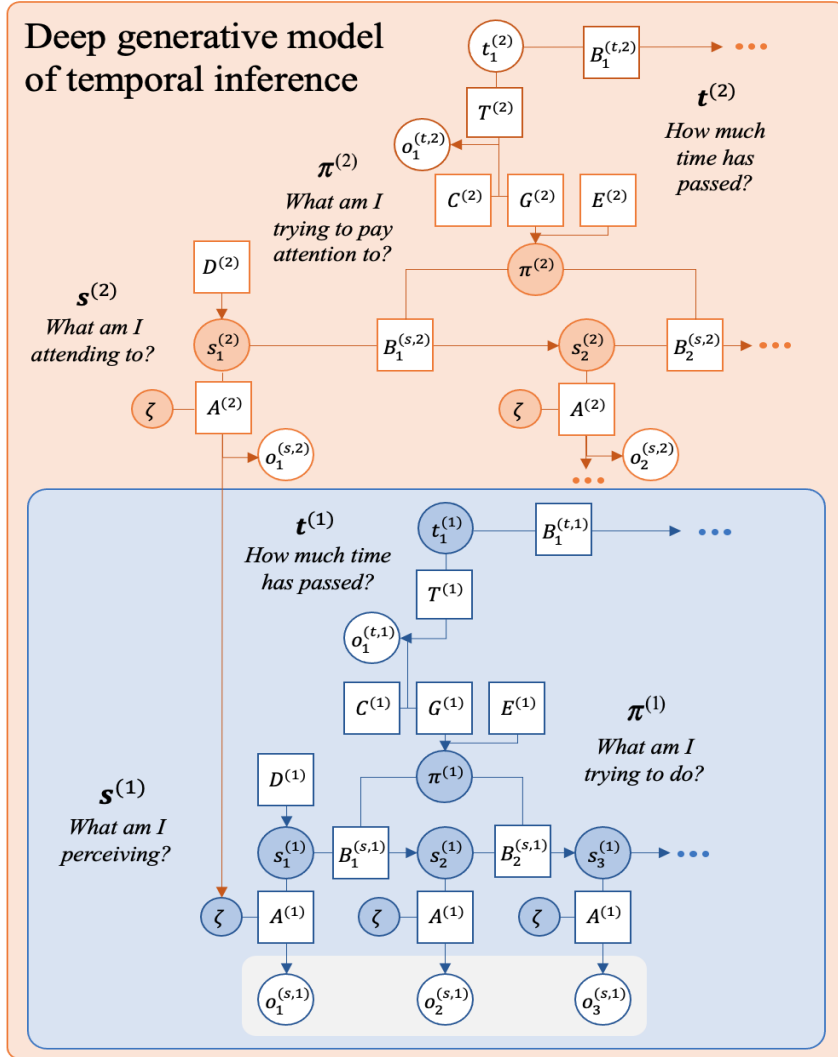 Deep generative model
of temporal inference
t₁⁽²⁾
B₁⁽ᵗ,²⁾
•••
T⁽²⁾
t⁽²⁾
How much
time has
passed?
o₁⁽ᵗ,²⁾
π⁽²⁾
What am I
trying to pay
attention to?
C⁽²⁾
G⁽²⁾
E⁽²⁾
π⁽²⁾
D⁽²⁾
s⁽²⁾
What am I
attending to?
s₁⁽²⁾
B₁⁽ˢ,²⁾
s₂⁽²⁾
B₂⁽ˢ,²⁾
•••
ζ
A⁽²⁾
ζ
A⁽²⁾
o₁⁽ˢ,²⁾
o₂⁽ˢ,²⁾
•••
t⁽¹⁾
How much time
has passed?
t₁⁽¹⁾
B₁⁽ᵗ,¹⁾
•••
T⁽¹⁾
o₁⁽ᵗ,¹⁾
C⁽¹⁾
G⁽¹⁾
E⁽¹⁾
π⁽¹⁾
What am I
trying to do?
π⁽¹⁾
D⁽¹⁾
s⁽¹⁾
What am I
perceiving?
s₁⁽¹⁾
B₁⁽ˢ,¹⁾
s₂⁽¹⁾
B₂⁽ˢ,¹⁾
s₃⁽¹⁾
•••
ζ
A⁽¹⁾
ζ
A⁽¹⁾
ζ
A⁽¹⁾
o₁⁽ˢ,¹⁾
o₂⁽ˢ,¹⁾
o₃⁽ˢ,¹⁾